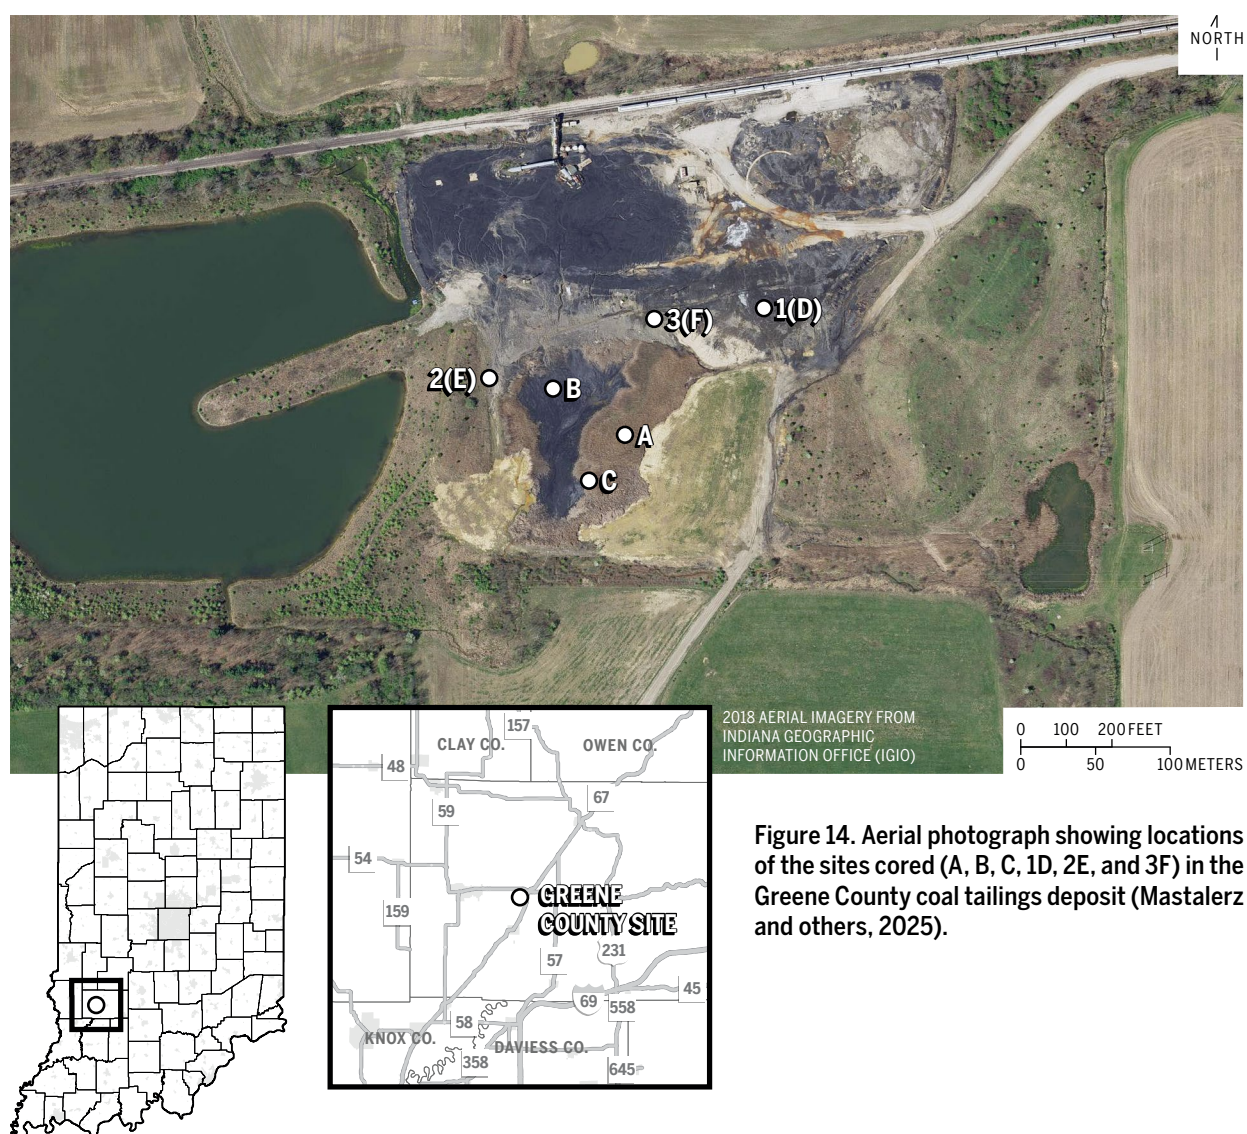 NORTH
3(F)
1(D)
2(E)
B
A
C
2018 AERIAL IMAGERY FROM
INDIANA GEOGRAPHIC
INFORMATION OFFICE (IGIO)
0 100 200 FEET
0 50 100 METERS
157
CLAY CO.
OWEN CO.
48
67
59
54
GREENE
COUNTY SITE
159
231
57
45
69
558
58
KNOX CO.
DAVIESS CO.
358
645
Figure 14. Aerial photograph showing locations
of the sites cored (A, B, C, 1D, 2E, and 3F) in the
Greene County coal tailings deposit (Mastalerz
and others, 2025).